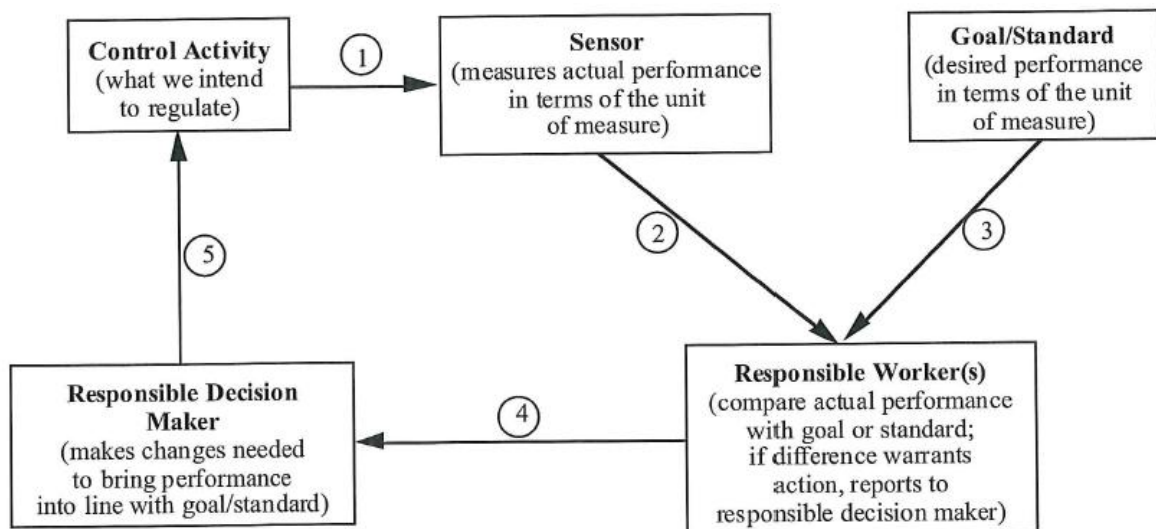 Control Activity
(what we intend
to regulate)
1
Sensor
(measures actual performance
in terms of the unit
of measure)
Goal/Standard
(desired performance
in terms of the unit
of measure)
2
3
5
Responsible Decision
Maker
(makes changes needed
to bring performance
into line with goal/standard)
4
Responsible Worker(s)
(compare actual performance
with goal or standard;
if difference warrants
action, reports to
responsible decision maker)